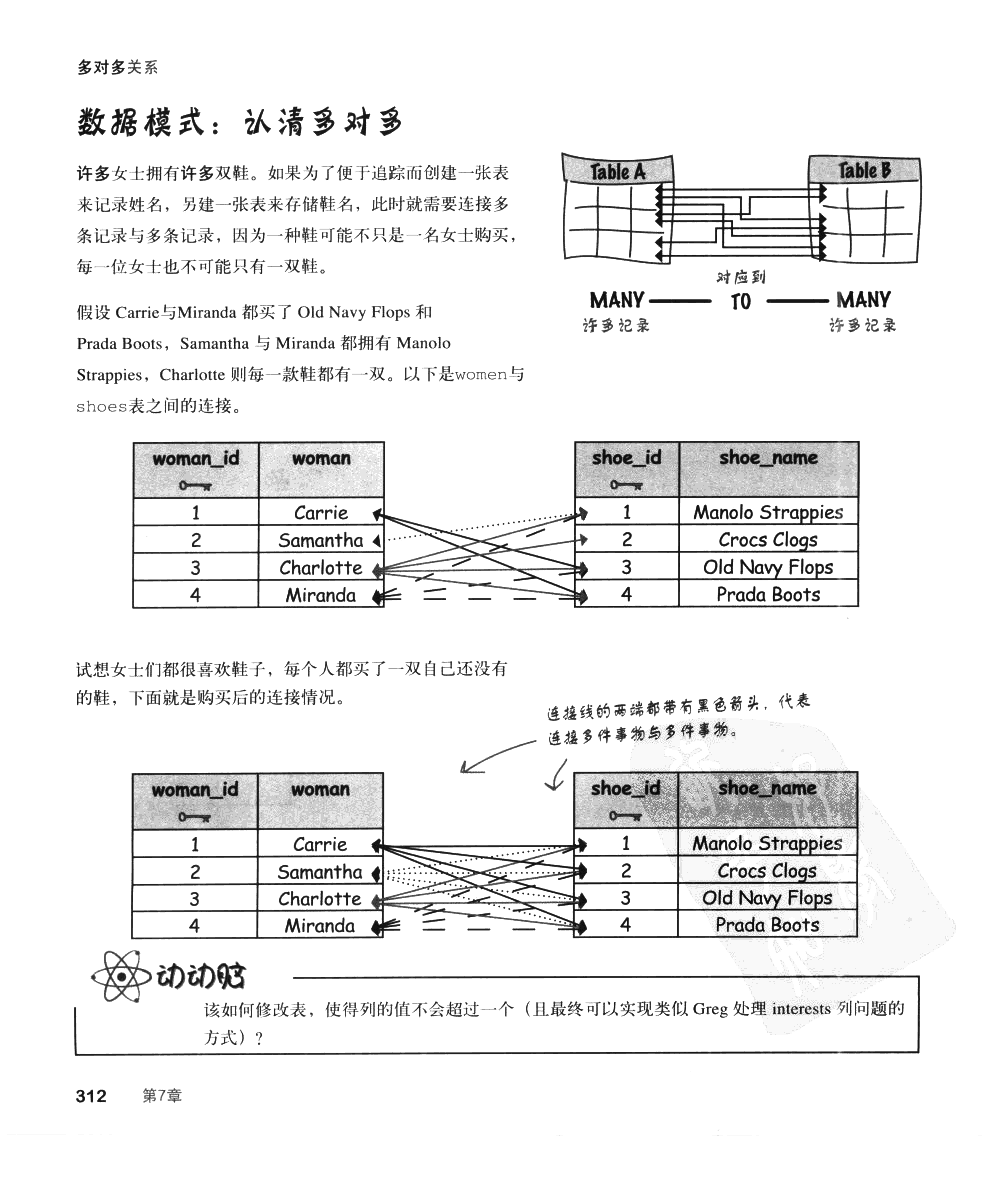 多对多关系
数据模式：认清多对多
许多女士拥有许多双鞋。如果为了便于追踪而创建一张表
来记录姓名，另建一张表来存储鞋名，此时就需要连接多
条记录与多条记录，因为一种鞋可能不只是一名女士购买，
每一位女士也不可能只有一双鞋。
Table A Table B
对应到
MANY TO MANY
许多记录 许多记录
假设 Carrie与Miranda 都买了 Old Navy Flops 和
Prada Boots，Samantha 与 Miranda 都拥有 Manolo
Strappies，Charlotte 则每一款鞋都有一双。以下是women与
shoes表之间的连接。
woman_id woman shoe_id shoe_name
1 Carrie 1 Manolo Strappies
2 Samantha 2 Crocs Clogs
3 Charlotte 3 Old Navy Flops
4 Miranda 4 Prada Boots
试想女士们都很喜欢鞋子，每个人都买了一双自己还没有
的鞋，下面就是购买后的连接情况。
连接线的两端都带有黑色箭头，代表
连接多件事物与多件事物。
woman_id woman shoe_id shoe_name
1 Carrie 1 Manolo Strappies
2 Samantha 2 Crocs Clogs
3 Charlotte 3 Old Navy Flops
4 Miranda 4 Prada Boots
动动脑
该如何修改表，使得列的值不会超过一个（且最终可以实现类似 Greg 处理 interests 列问题的
方式）？
312 第7章